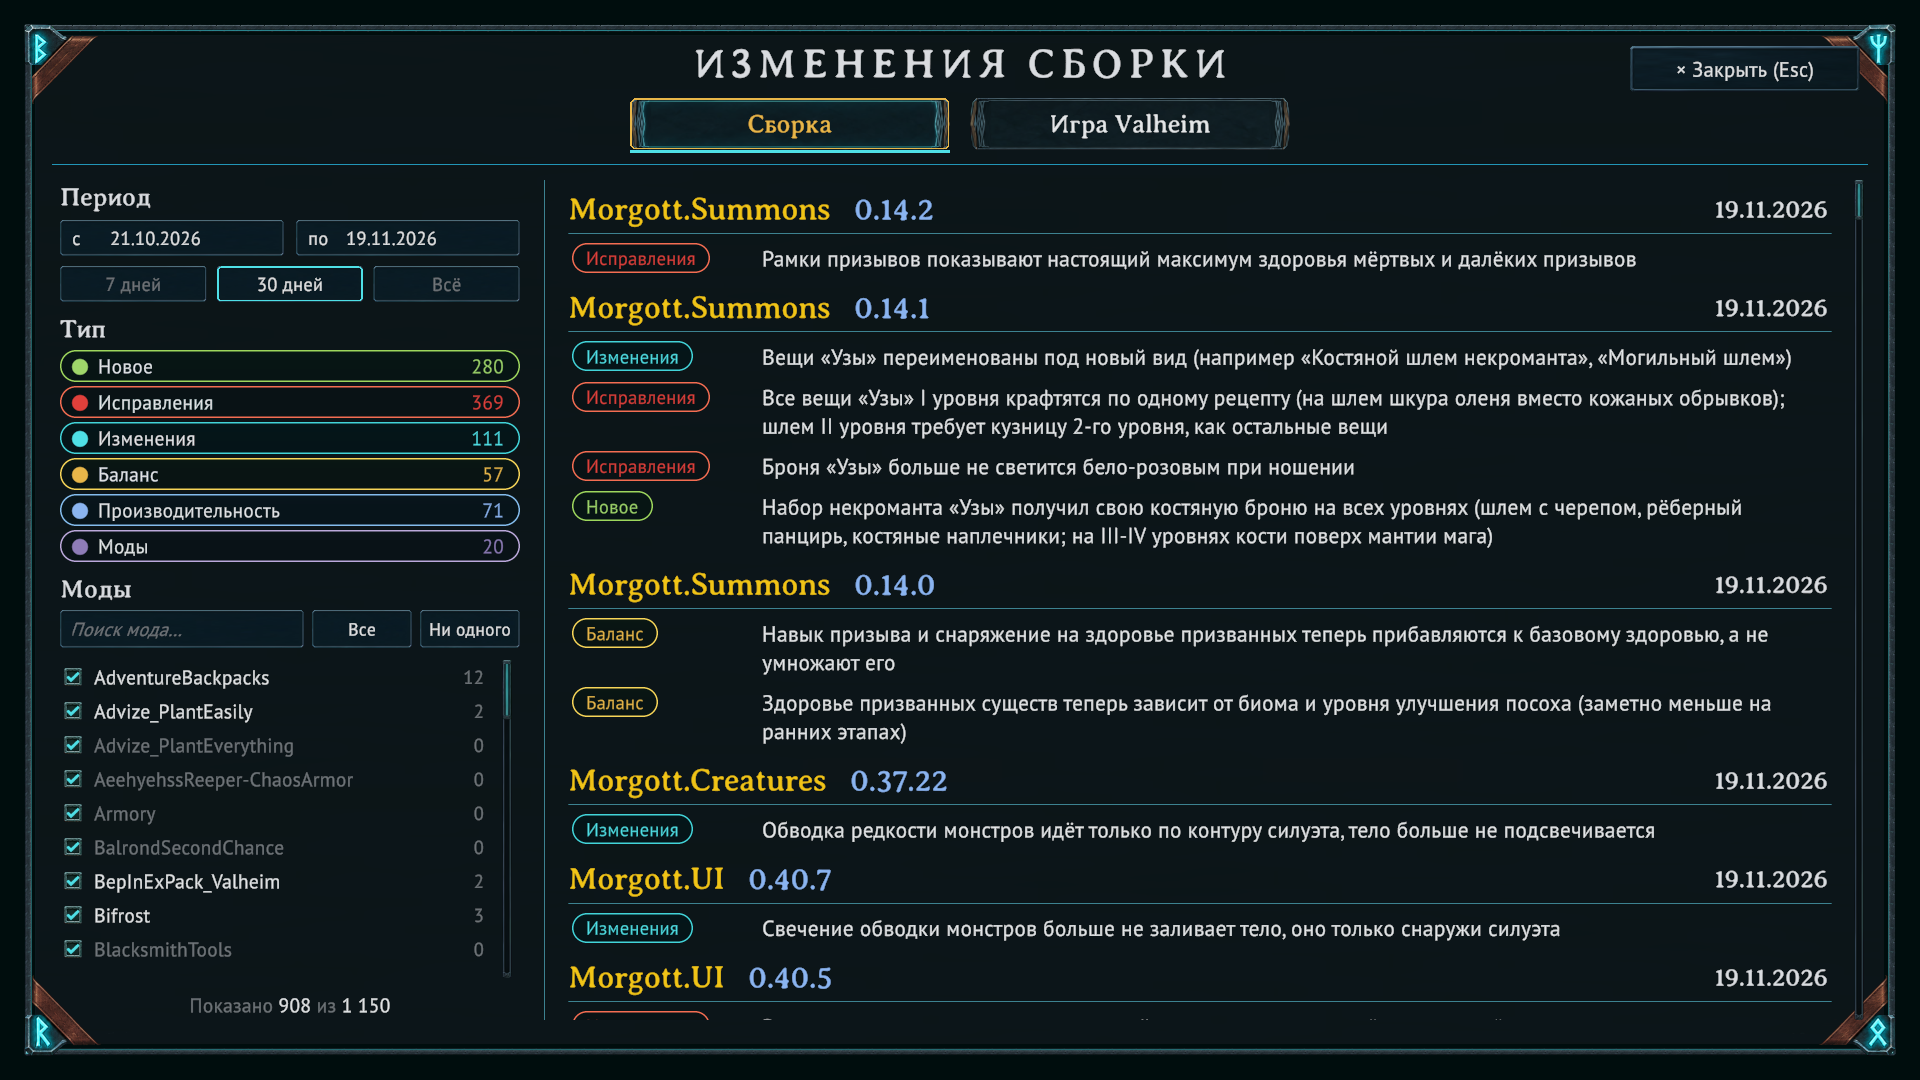 ИЗМЕНЕНИЯ СБОРКИ
× Закрыть (Esc)
Сборка
Игра Valheim
Период
с 21.10.2026
по 19.11.2026
7 дней
30 дней
Всё
Тип
Новое 280
Исправления 369
Изменения 111
Баланс 57
Производительность 71
Моды 20
Моды
Поиск мода...
Все
Ни одного
AdventureBackpacks 12
Advize_PlantEasily 2
Advize_PlantEverything 0
AeehyehssReeper-ChaosArmor 0
Armory 0
BalrondSecondChance 0
BepInExPack_Valheim 2
Bifrost 3
BlacksmithTools 0
Показано 908 из 1 150
Morgott.Summons 0.14.2 19.11.2026
Исправления Рамки призывов показывают настоящий максимум здоровья мёртвых и далёких призывов
Morgott.Summons 0.14.1 19.11.2026
Изменения Вещи «Узы» переименованы под новый вид (например «Костяной шлем некроманта», «Могильный шлем»)
Исправления Все вещи «Узы» I уровня крафтятся по одному рецепту (на шлем шкура оленя вместо кожаных обрывков);
шлем II уровня требует кузницу 2-го уровня, как остальные вещи
Исправления Броня «Узы» больше не светится бело-розовым при ношении
Новое Набор некроманта «Узы» получил свою костяную броню на всех уровнях (шлем с черепом, рёберный
панцирь, костяные наплечники; на III-IV уровнях кости поверх мантии мага)
Morgott.Summons 0.14.0 19.11.2026
Баланс Навык призыва и снаряжение на здоровье призванных теперь прибавляются к базовому здоровью, а не
умножают его
Баланс Здоровье призванных существ теперь зависит от биома и уровня улучшения посоха (заметно меньше на
ранних этапах)
Morgott.Creatures 0.37.22 19.11.2026
Изменения Обводка редкости монстров идёт только по контуру силуэта, тело больше не подсвечивается
Morgott.UI 0.40.7 19.11.2026
Изменения Свечение обводки монстров больше не заливает тело, оно только снаружи силуэта
Morgott.UI 0.40.5 19.11.2026